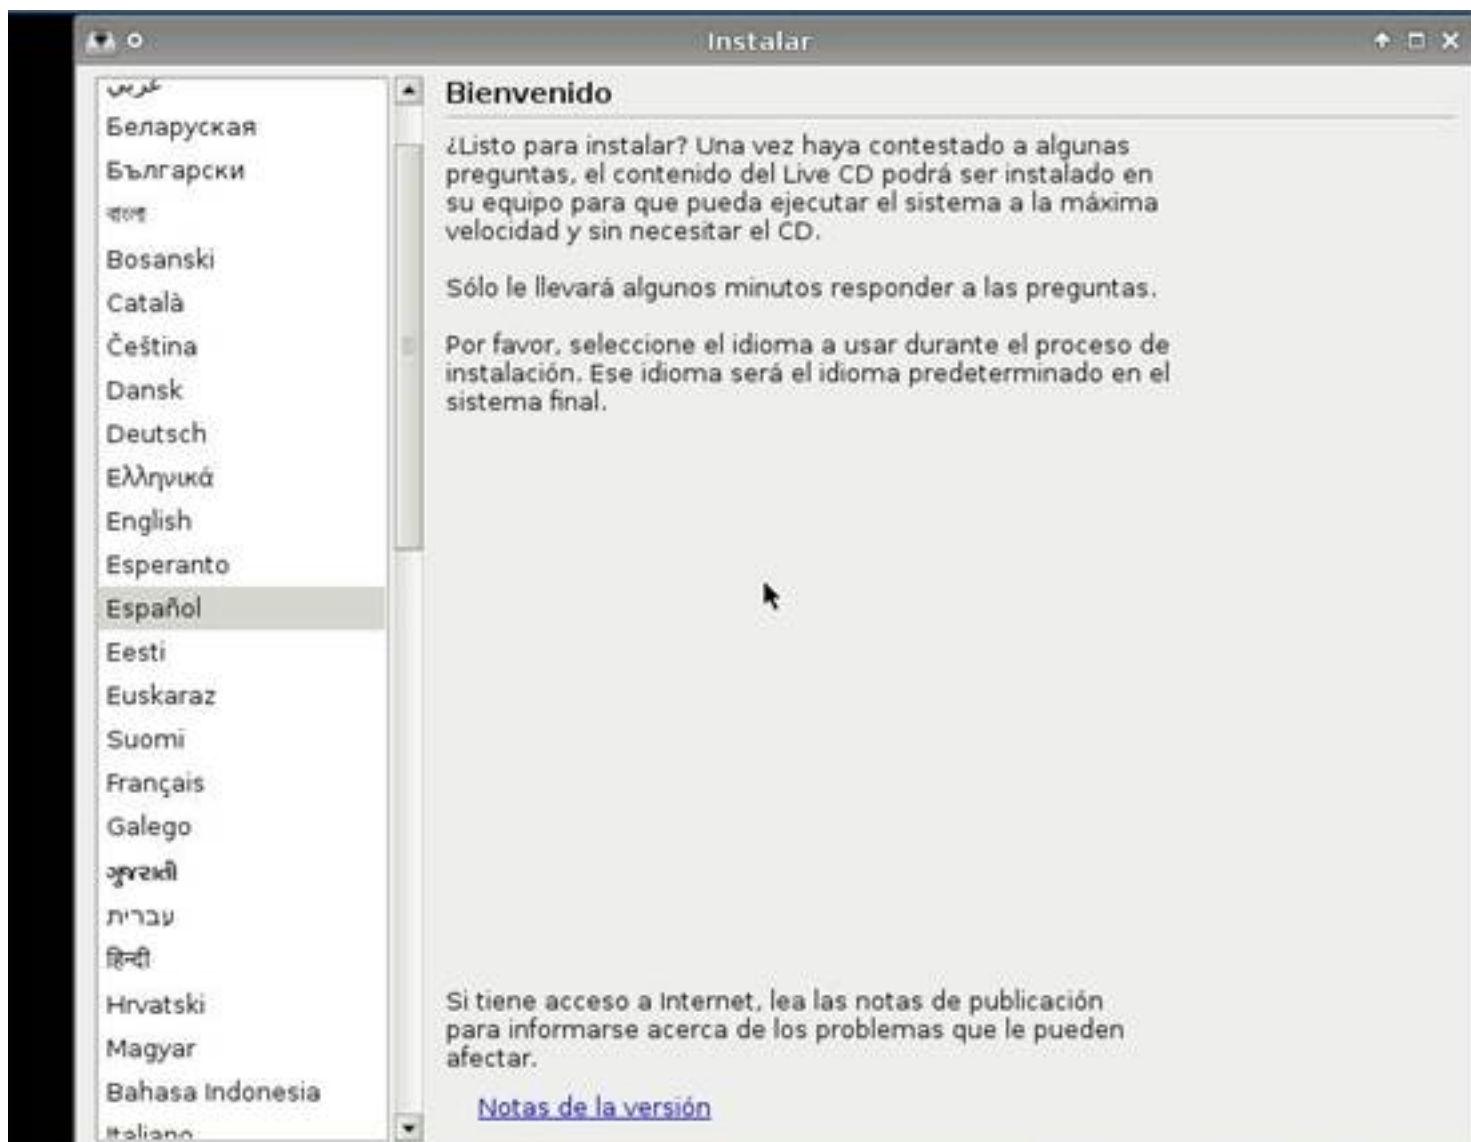 Instalar
عربي
Беларуская
Български
বাংলা
Bosanski
Català
Čeština
Dansk
Deutsch
Ελληνικά
English
Esperanto
Español
Eesti
Euskaraz
Suomi
Français
Galego
ગુજરાતી
עברית
हिन्दी
Hrvatski
Magyar
Bahasa Indonesia
Italiano
Bienvenido
¿Listo para instalar? Una vez haya contestado a algunas
preguntas, el contenido del Live CD podrá ser instalado en
su equipo para que pueda ejecutar el sistema a la máxima
velocidad y sin necesitar el CD.
Sólo le llevará algunos minutos responder a las preguntas.
Por favor, seleccione el idioma a usar durante el proceso de
instalación. Ese idioma será el idioma predeterminado en el
sistema final.
Si tiene acceso a Internet, lea las notas de publicación
para informarse acerca de los problemas que le pueden
afectar.
Notas de la versión